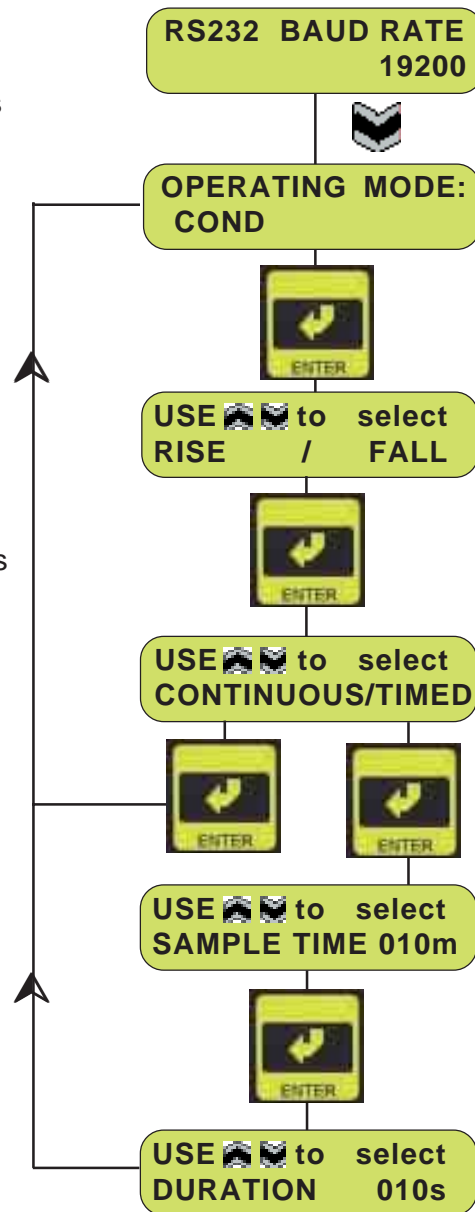 RS232 BAUD RATE
19200
s
OPERATING MODE:
COND
ENTER
USE to select
RISE / FALL
s
ENTER
USE to select
CONTINUOUS/TIMED
ENTER ENTER
USE to select
SAMPLE TIME 010m
ENTER
USE to select
DURATION 010s